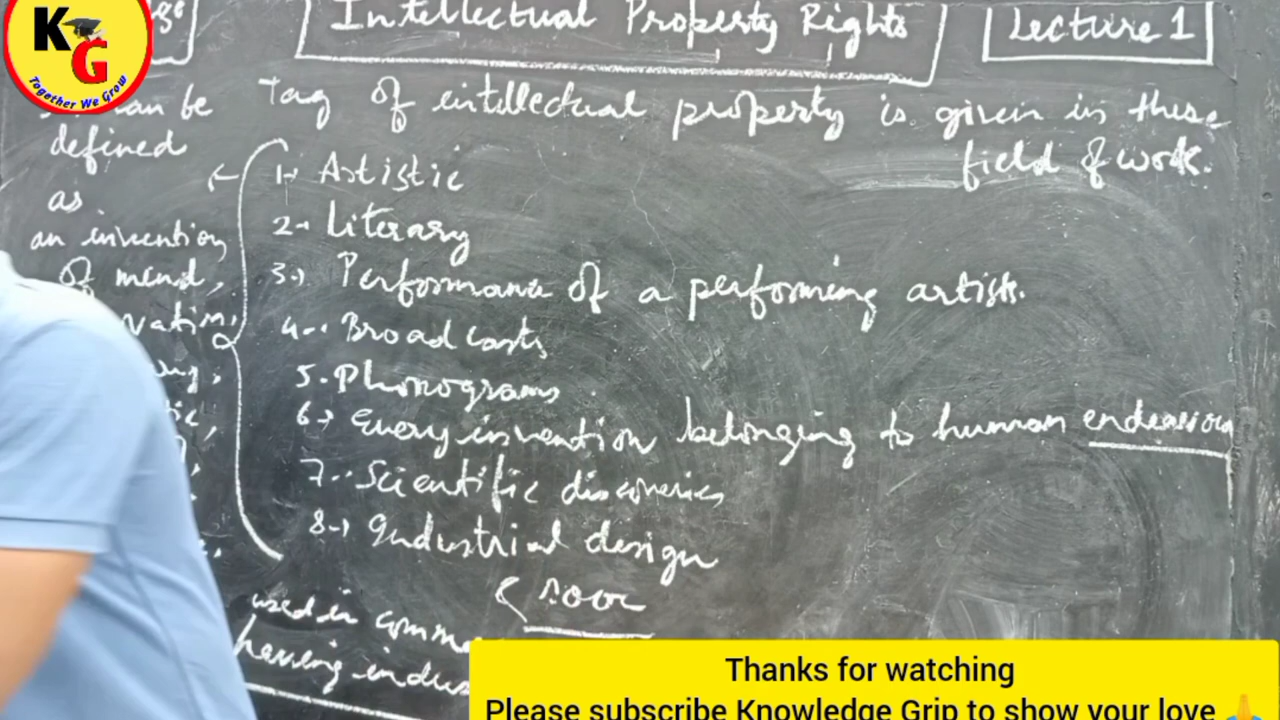 KG
Together We Grow
Intellectual Property Rights
Lecture 1
can be
defined
as
an invention
of mind,
Tag of intellectual property is given in these
field of work.
1. Artistic
2. Literary
3. Performance of a performing artists.
4. Broadcasts
5. Phonograms
6. Every invention belonging to human endeavour
7. Scientific discoveries
8. Industrial design
used in
having indus
Thanks for watching
Please subscribe Knowledge Grip to show your love 🙏